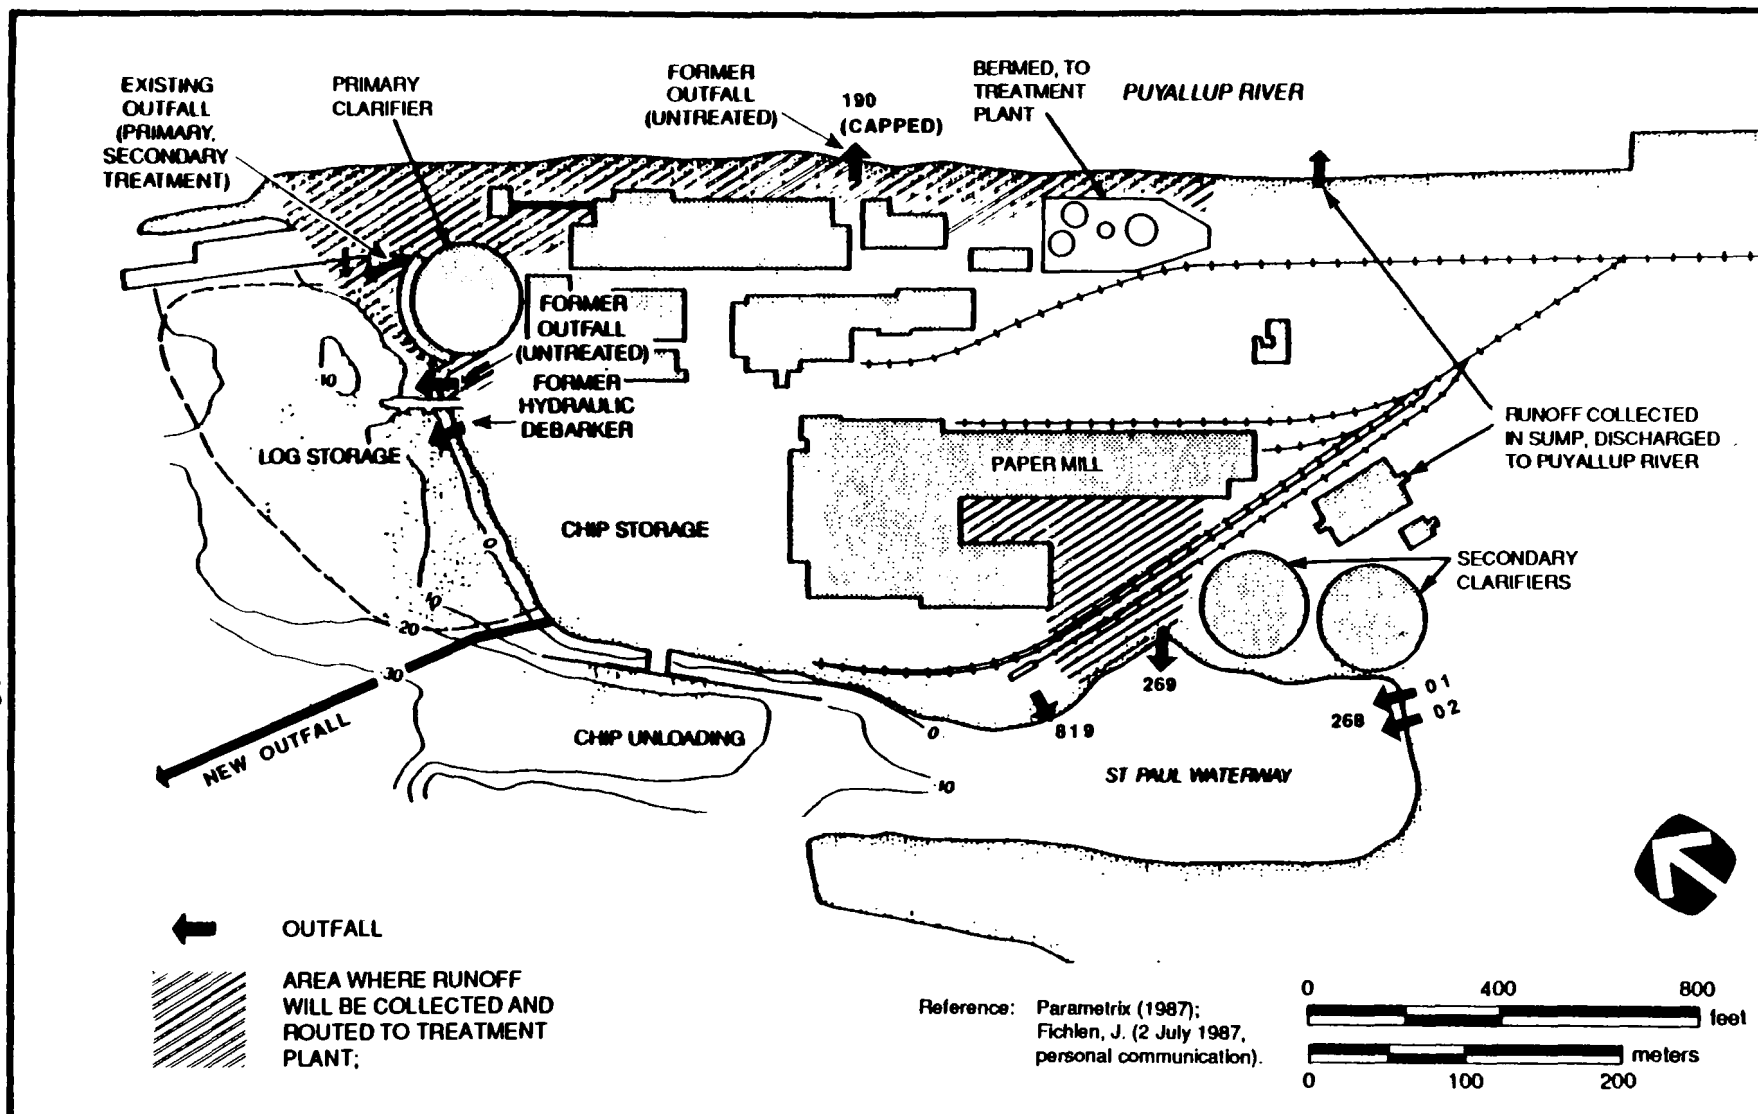 EXISTING
OUTFALL
(PRIMARY,
SECONDARY
TREATMENT)
PRIMARY
CLARIFIER
FORMER
OUTFALL
(UNTREATED)
190
(CAPPED)
BERMED, TO
TREATMENT
PLANT
PUYALLUP RIVER
FORMER
OUTFALL
(UNTREATED)
FORMER
HYDRAULIC
DEBARKER
10
LOG STORAGE
PAPER MILL
RUNOFF COLLECTED
IN SUMP, DISCHARGED
TO PUYALLUP RIVER
CHIP STORAGE
0
SECONDARY
CLARIFIERS
10
20
30
NEW OUTFALL
CHIP UNLOADING
0
10
819
269
268
01
02
ST PAUL WATERWAY
OUTFALL
AREA WHERE RUNOFF
WILL BE COLLECTED AND
ROUTED TO TREATMENT
PLANT;
Reference: Parametrix (1987);
Fichlen, J. (2 July 1987,
personal communication).
0 400 800
feet
meters
0 100 200